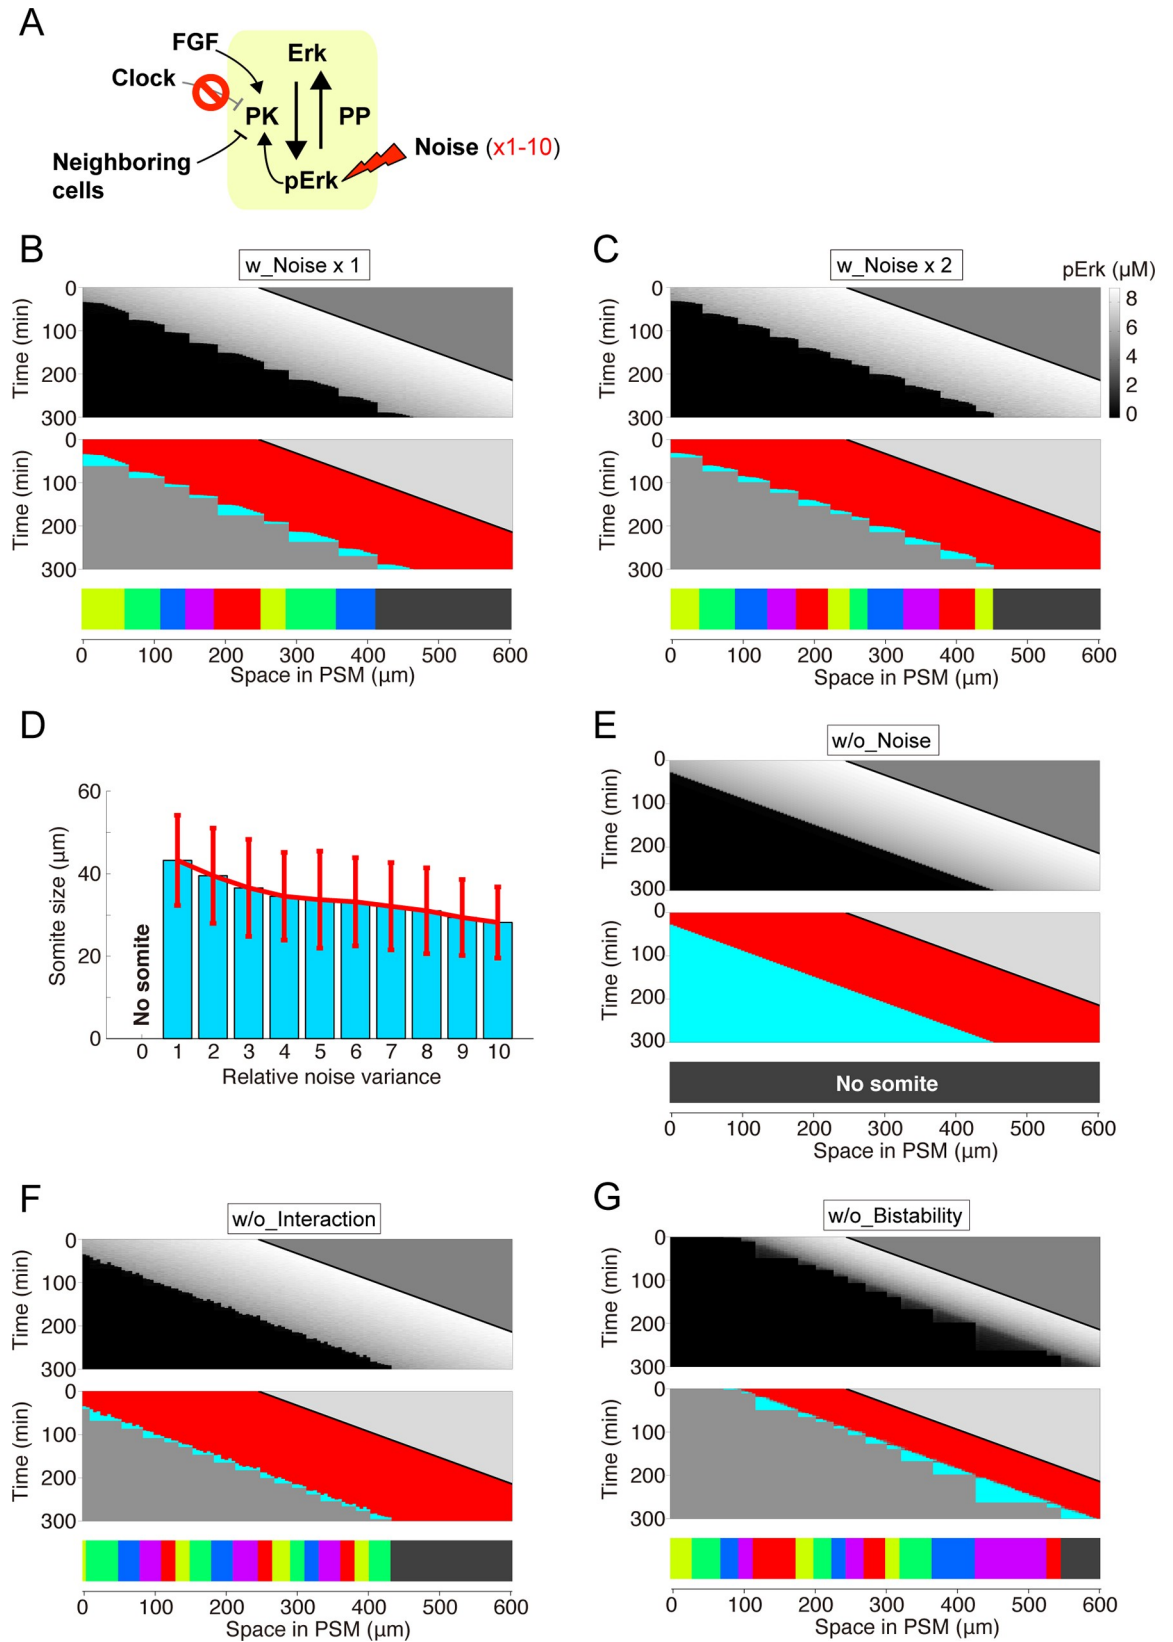 A
FGF
Erk
Clock
PK
PP
Noise (x1-10)
Neighboring
cells
pErk
B
w_Noise x 1
Time (min)
0
100
200
300
Time (min)
0
100
200
300
0 100 200 300 400 500 600
Space in PSM (µm)
C
w_Noise x 2
pErk (µM)
8
6
4
2
0
Time (min)
0
100
200
300
Time (min)
0
100
200
300
0 100 200 300 400 500 600
Space in PSM (µm)
D
Somite size (µm)
60
40
20
0
No somite
0 1 2 3 4 5 6 7 8 9 10
Relative noise variance
E
w/o_Noise
Time (min)
0
100
200
300
Time (min)
0
100
200
300
No somite
0 100 200 300 400 500 600
Space in PSM (µm)
F
w/o_Interaction
Time (min)
0
100
200
300
Time (min)
0
100
200
300
0 100 200 300 400 500 600
Space in PSM (µm)
G
w/o_Bistability
Time (min)
0
100
200
300
Time (min)
0
100
200
300
0 100 200 300 400 500 600
Space in PSM (µm)